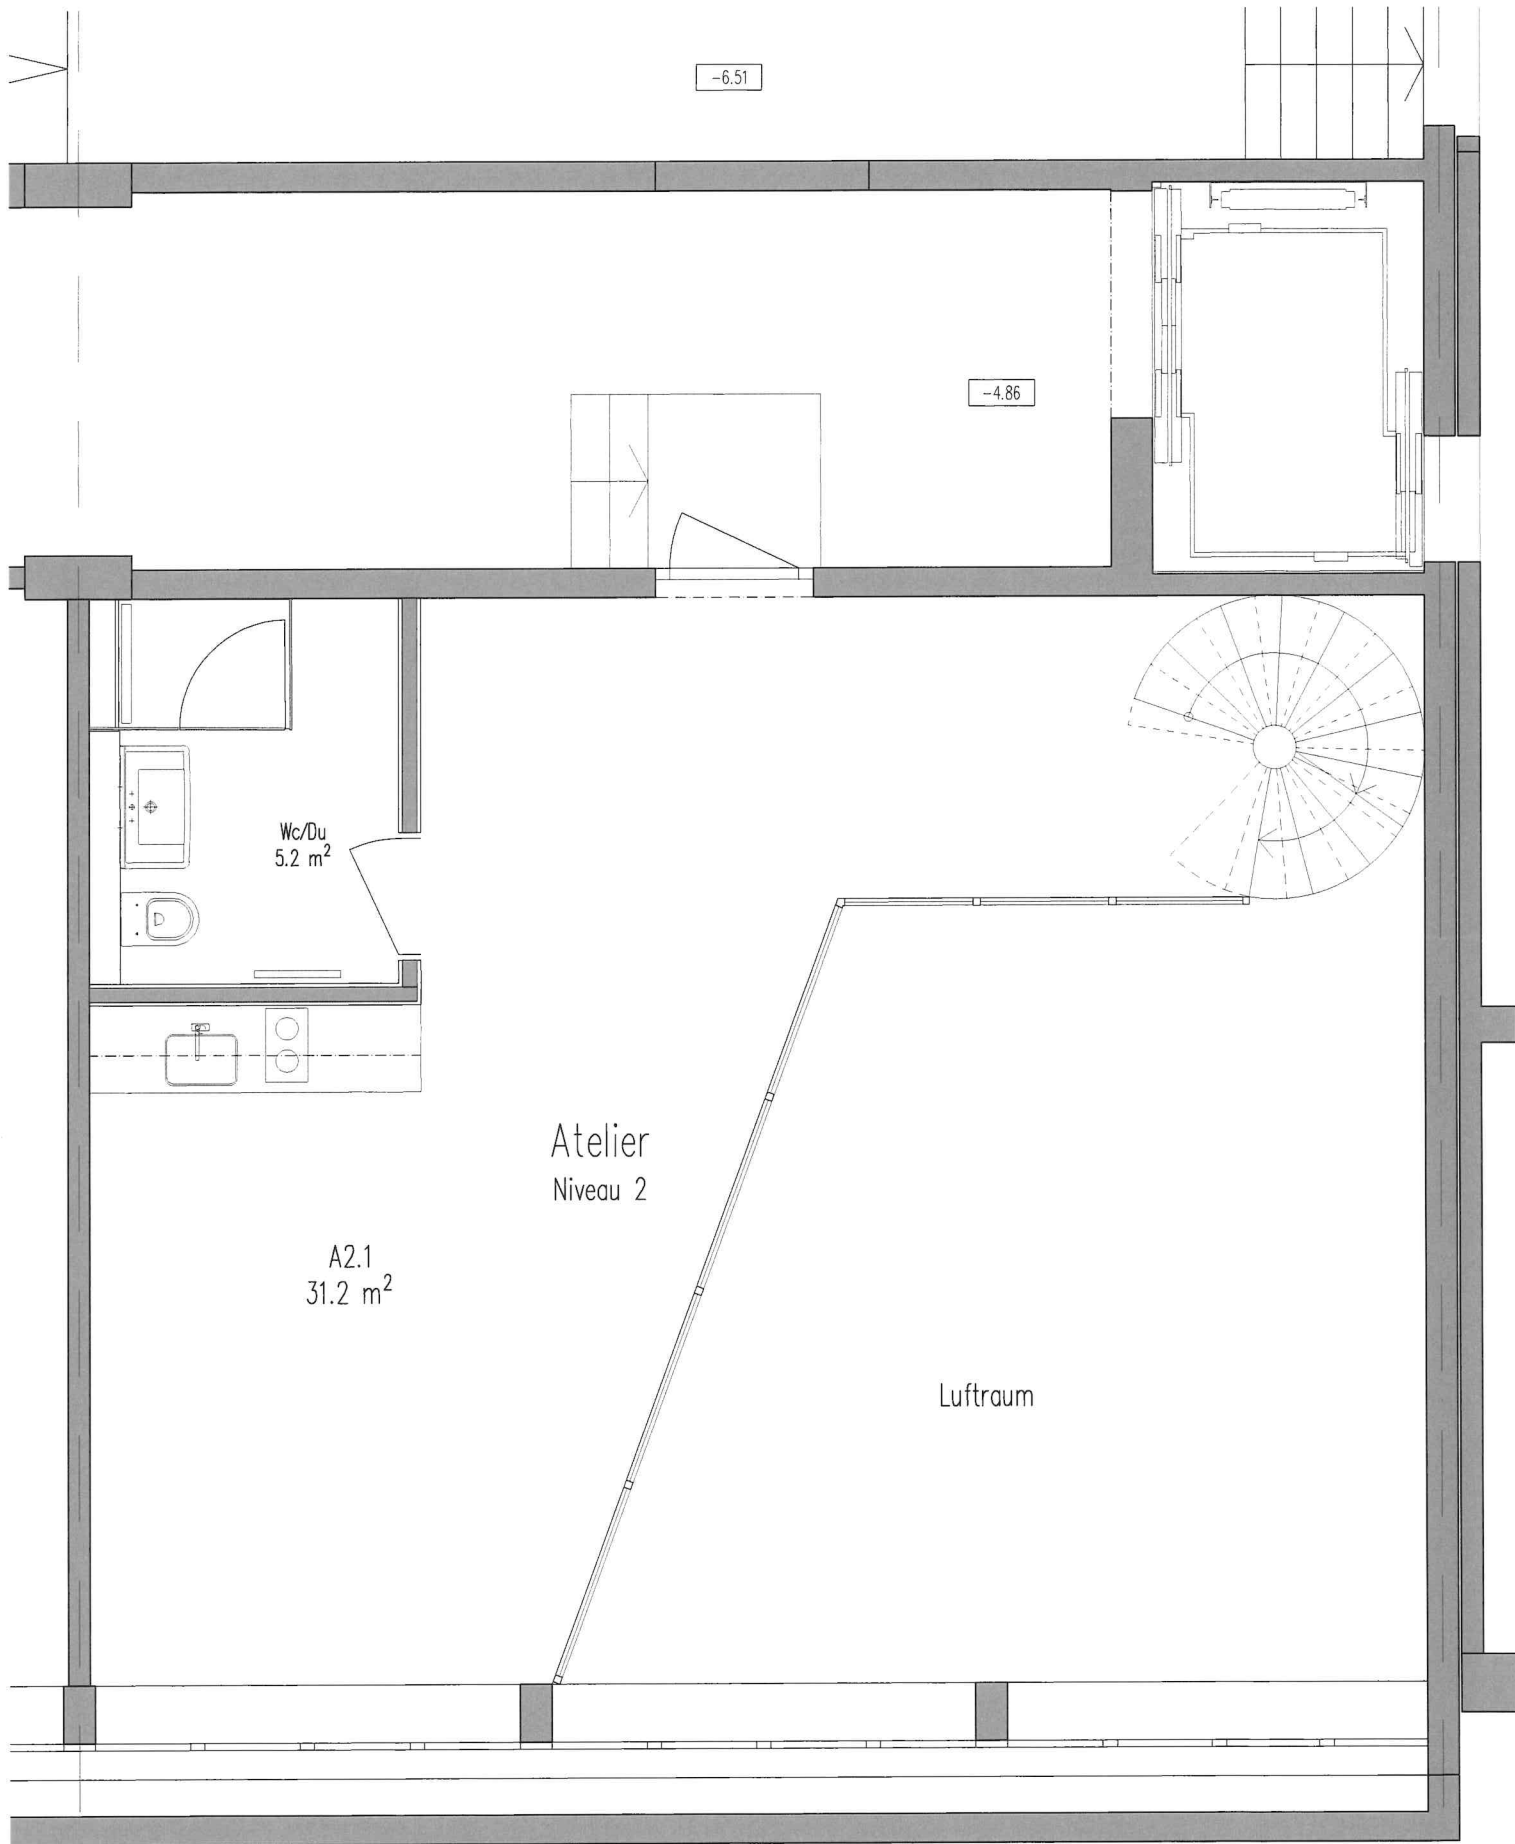 -6.51
-4.86
Wc/Du
5.2 m²
Atelier
Niveau 2
A2.1
31.2 m²
Luftraum